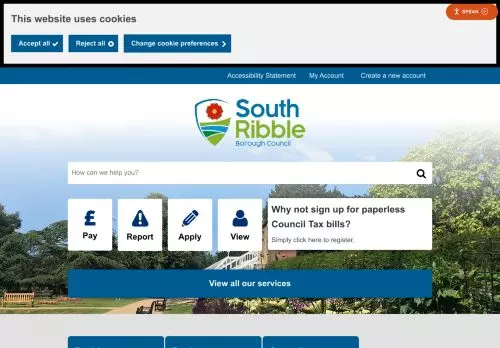 This website uses cookies
SPEAK
Accept all
Reject all
Change cookie preferences
Accessibility Statement My Account Create a new account
South
Ribble
Borough Council
How can we help you?
Pay
Report
Apply
View
Why not sign up for paperless
Council Tax bills?
Simply click here to register.
View all our services